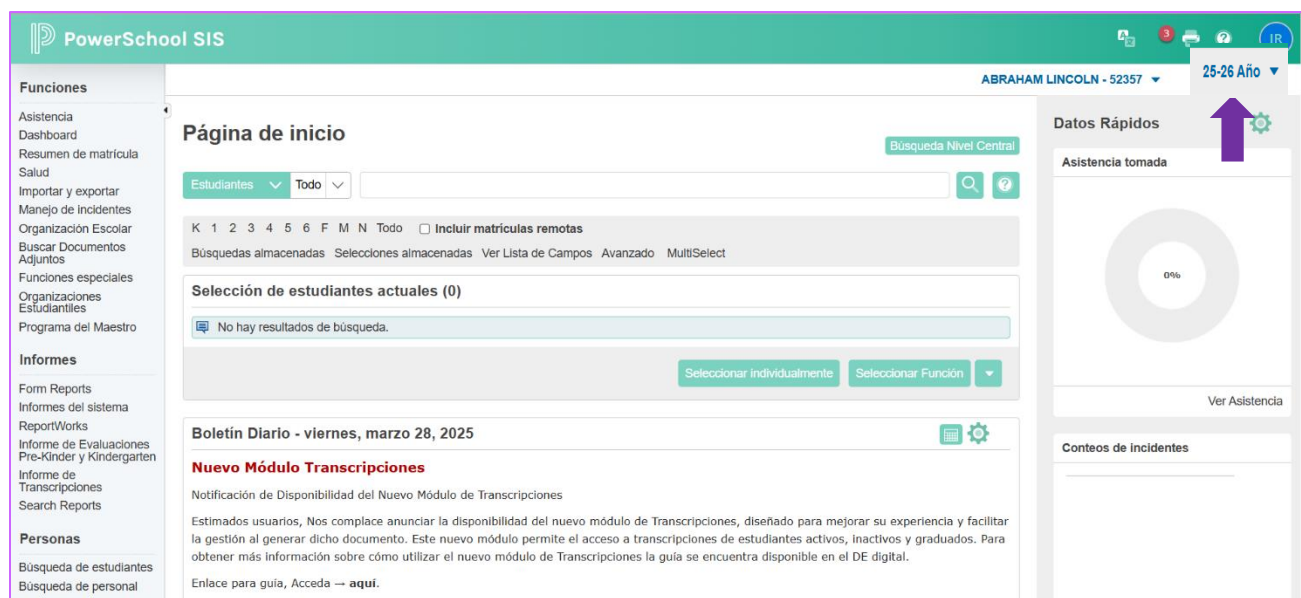 PowerSchool SIS
3
IR
ABRAHAM LINCOLN - 52357
25-26 Año
Funciones
Asistencia
Dashboard
Resumen de matrícula
Salud
Importar y exportar
Manejo de incidentes
Organización Escolar
Buscar Documentos
Adjuntos
Funciones especiales
Organizaciones
Estudiantiles
Programa del Maestro
Informes
Form Reports
Informes del sistema
ReportWorks
Informe de Evaluaciones
Pre-Kinder y Kindergarten
Informe de
Transcripciones
Search Reports
Personas
Búsqueda de estudiantes
Búsqueda de personal
Página de inicio
Búsqueda Nivel Central
Estudiantes Todo
K 1 2 3 4 5 6 F M N Todo Incluir matrículas remotas
Búsquedas almacenadas Selecciones almacenadas Ver Lista de Campos Avanzado MultiSelect
Selección de estudiantes actuales (0)
No hay resultados de búsqueda.
Seleccionar individualmente Seleccionar Función
Boletín Diario - viernes, marzo 28, 2025
Nuevo Módulo Transcripciones
Notificación de Disponibilidad del Nuevo Módulo de Transcripciones
Estimados usuarios, Nos complace anunciar la disponibilidad del nuevo módulo de Transcripciones, diseñado para mejorar su experiencia y facilitar
la gestión al generar dicho documento. Este nuevo módulo permite el acceso a transcripciones de estudiantes activos, inactivos y graduados. Para
obtener más información sobre cómo utilizar el nuevo módulo de Transcripciones la guía se encuentra disponible en el DE digital.
Enlace para guía, Acceda → aquí.
Datos Rápidos
Asistencia tomada
0%
Ver Asistencia
Conteos de incidentes